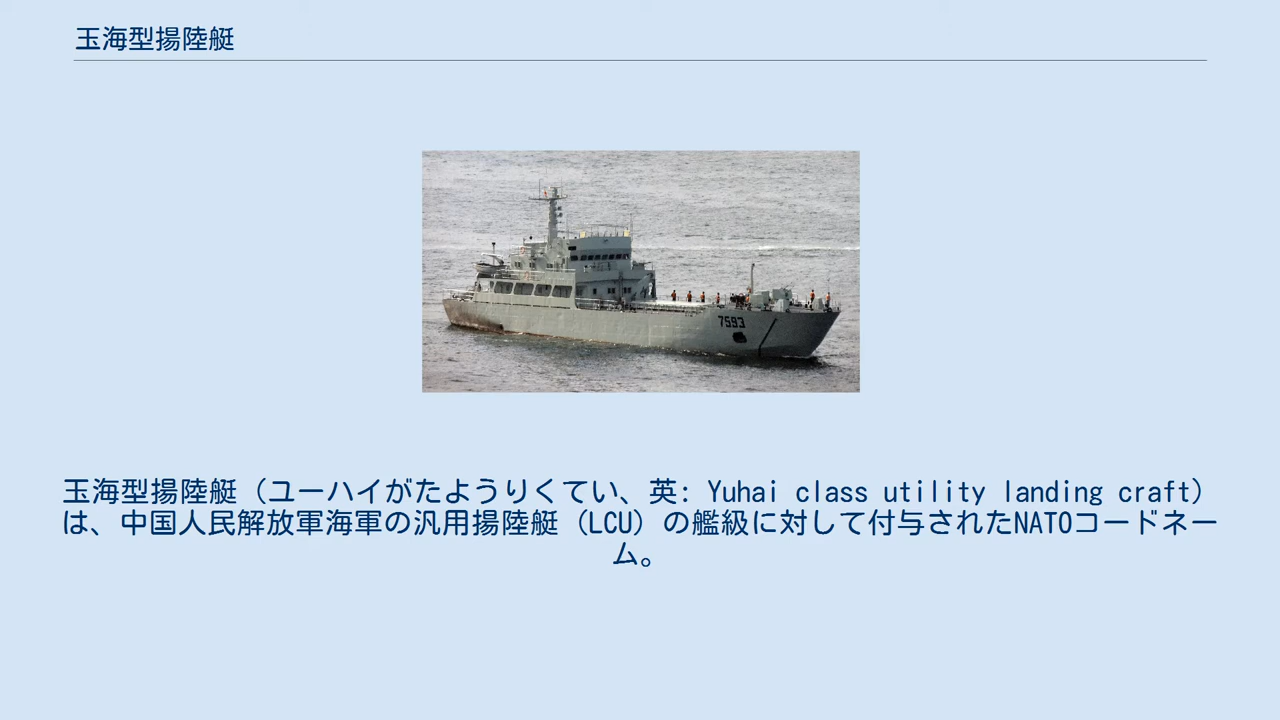 玉海型揚陸艇
7593
玉海型揚陸艇（ユーハイがたようりくてい、英: Yuhai class utility landing craft）
は、中国人民解放軍海軍の汎用揚陸艇（LCU）の艦級に対して付与されたNATOコードネー
ム。